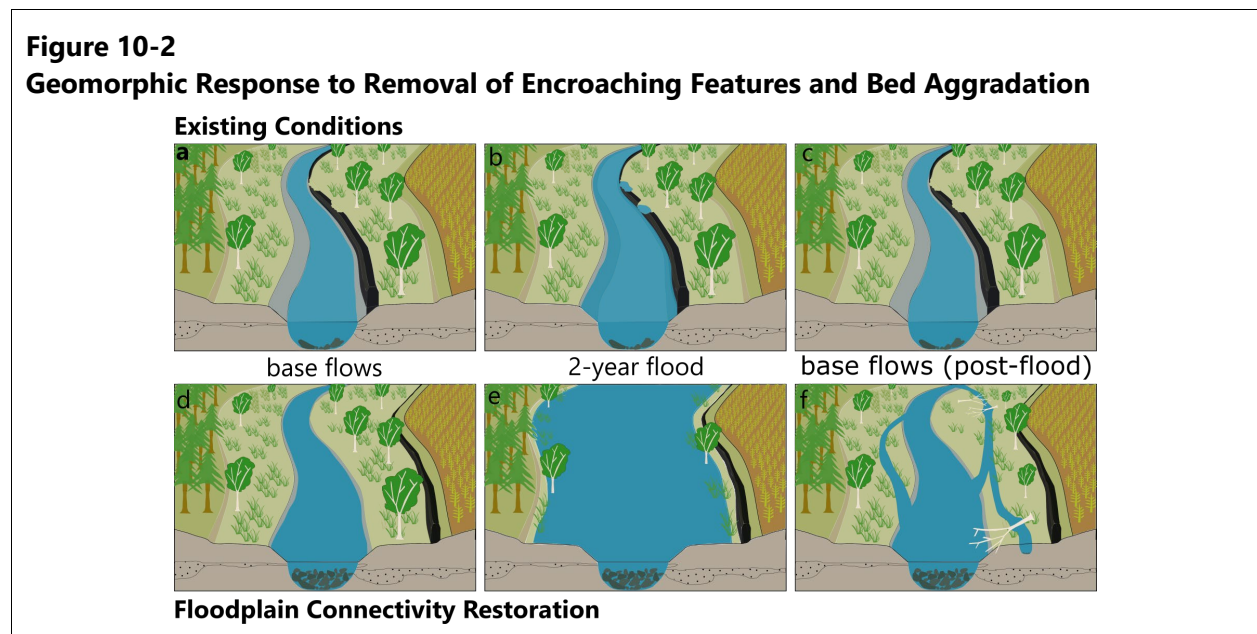 Figure 10-2
Geomorphic Response to Removal of Encroaching Features and Bed Aggradation
Existing Conditions
a
b
c
base flows
2-year flood
base flows (post-flood)
d
e
f
Floodplain Connectivity Restoration